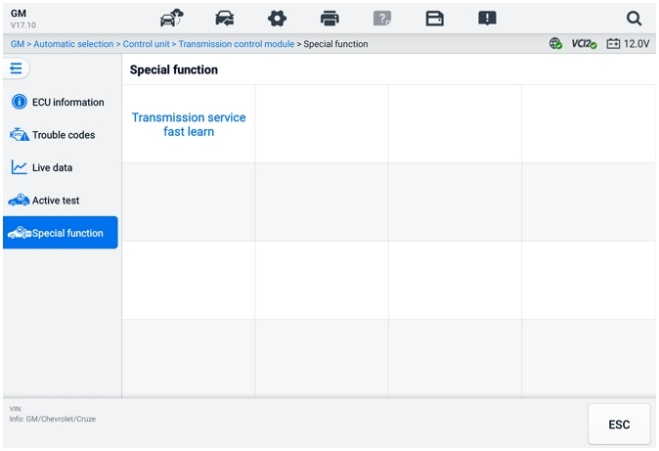 GM
V17.10
GM > Automatic selection > Control unit > Transmission control module > Special function
VCI2
12.0V
Special function
ECU information
Trouble codes
Live data
Active test
Special function
Transmission service
fast learn
VIN:
Info: GM/Chevrolet/Cruze
ESC